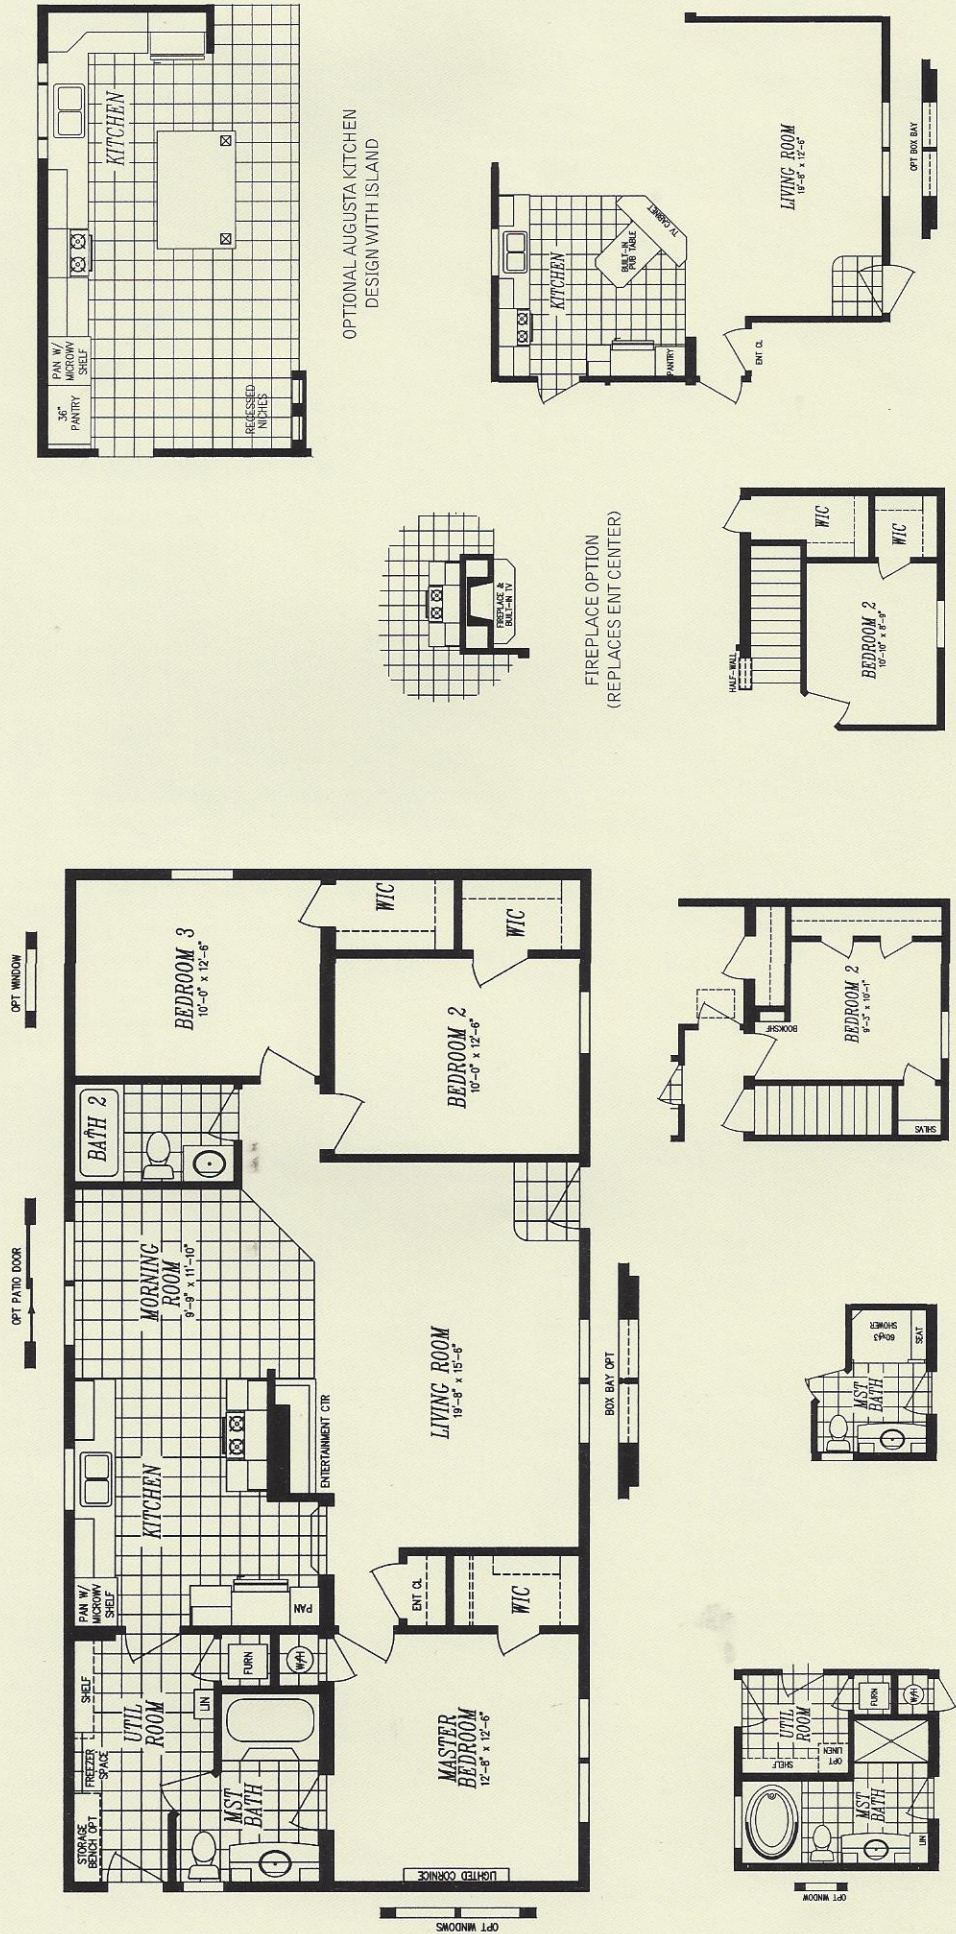 KITCHEN
PAN W/
MICROWV
SHELF
36"
PANTRY
RECESSED
NICHES
OPTIONAL AUGUSTA KITCHEN
DESIGN WITH ISLAND
KITCHEN
BUILT-IN
PUB TABLE
TV CABINET
PANTRY
ENT CL
LIVING ROOM
19'-8" x 12'-6"
OPT BOX BAY
FIREPLACE &
BUILT-IN TV
FIREPLACE OPTION
(REPLACES ENT CENTER)
HALF-WALL
WIC
WIC
BEDROOM 2
10'-10" x 8'-9"
OPT WINDOW
OPT PATIO DOOR
BEDROOM 3
10'-0" x 12'-6"
WIC
WIC
BEDROOM 2
10'-0" x 12'-6"
BATH 2
MORNING
ROOM
9'-9" x 11'-10"
LIVING ROOM
19'-8" x 15'-6"
ENTERTAINMENT CTR
KITCHEN
PAN W/
MICROWV
SHELF
PAN
ENT CL
WIC
SHELF
FREEZER
SPACE
STORAGE
BENCH OPT
UTIL
ROOM
FURN
W/H
LIN
MST
BATH
MASTER
BEDROOM
12'-8" x 12'-6"
LIGHTED CORNICE
OPT WINDOWS
BOX BAY OPT
BOOKSHF
BEDROOM 2
9'-3" x 10'-1"
SHLVS
60x43
SHOWER
SEAT
MST
BATH
UTIL
ROOM
SHELF
OPT
LINEN
FURN
W/H
MST
BATH
LIN
OPT WINDOW